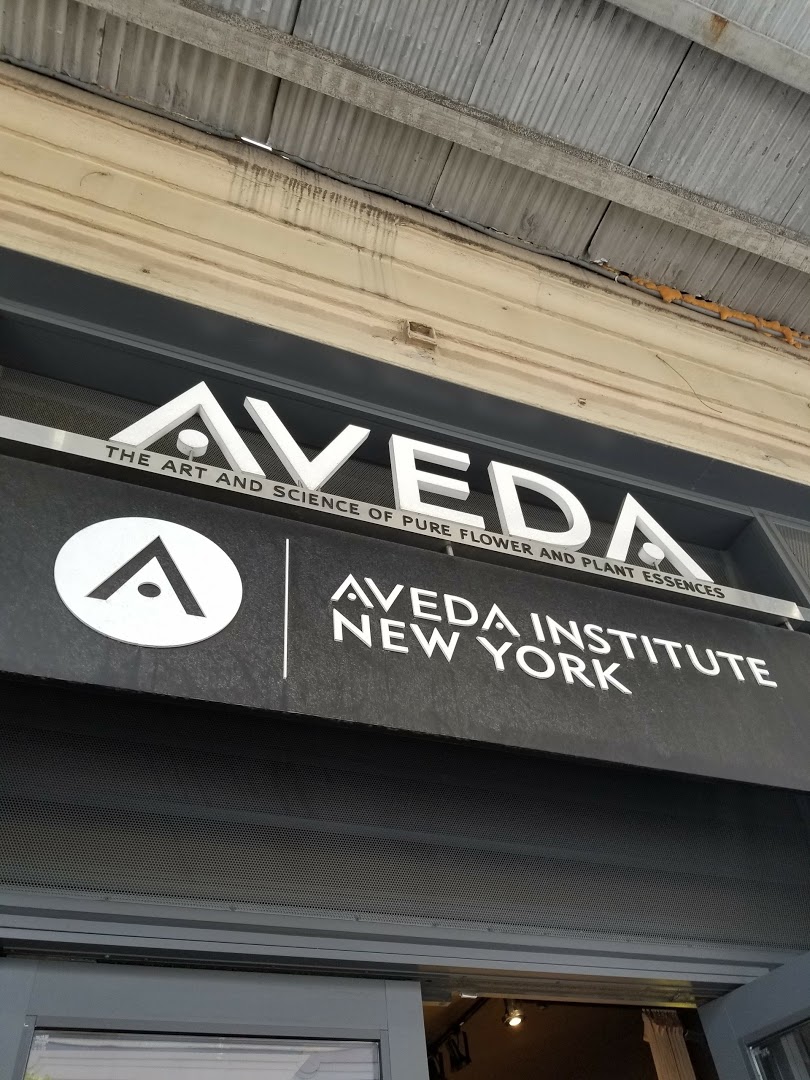 AVEDA
THE ART AND SCIENCE OF PURE FLOWER AND PLANT ESSENCES
AVEDA INSTITUTE
NEW YORK